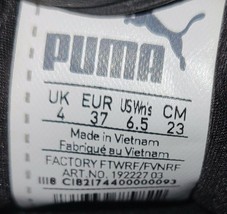 PUMA
UK EUR US Wn's CM
4 37 6.5 23
Made in Vietnam
Fabriqué au Vietnam
FACTORY FTWRF/FVNRF
ART.NO. 192227 03